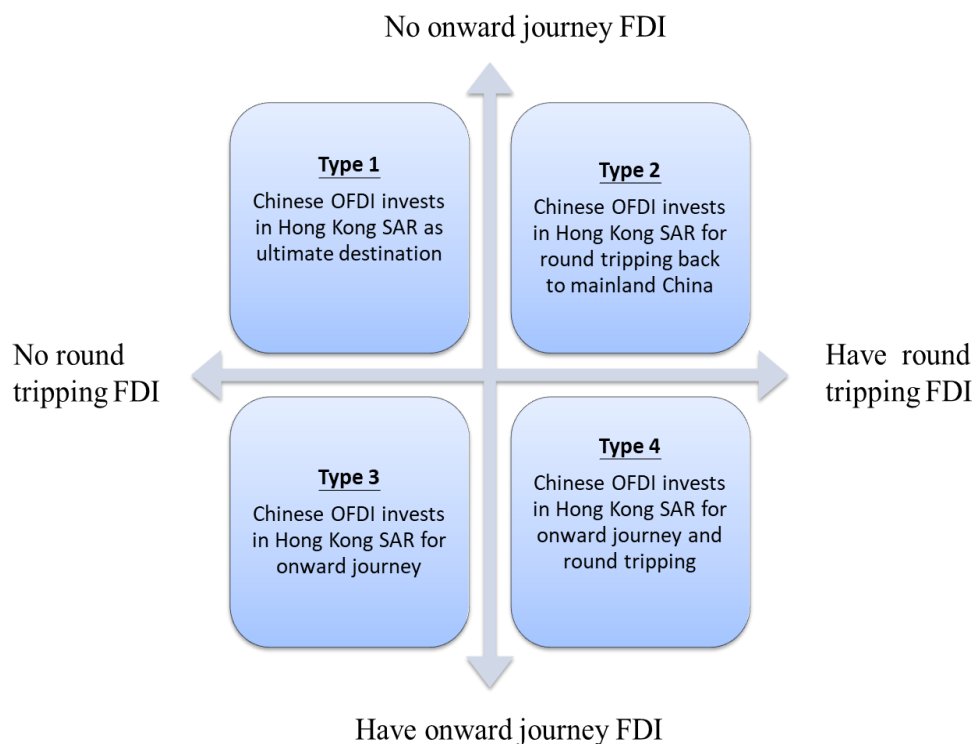 No onward journey FDI
Type 1
Chinese OFDI invests
in Hong Kong SAR as
ultimate destination
Type 2
Chinese OFDI invests
in Hong Kong SAR for
round tripping back
to mainland China
No round
tripping FDI
Have round
tripping FDI
Type 3
Chinese OFDI invests
in Hong Kong SAR for
onward journey
Type 4
Chinese OFDI invests
in Hong Kong SAR for
onward journey and
round tripping
Have onward journey FDI